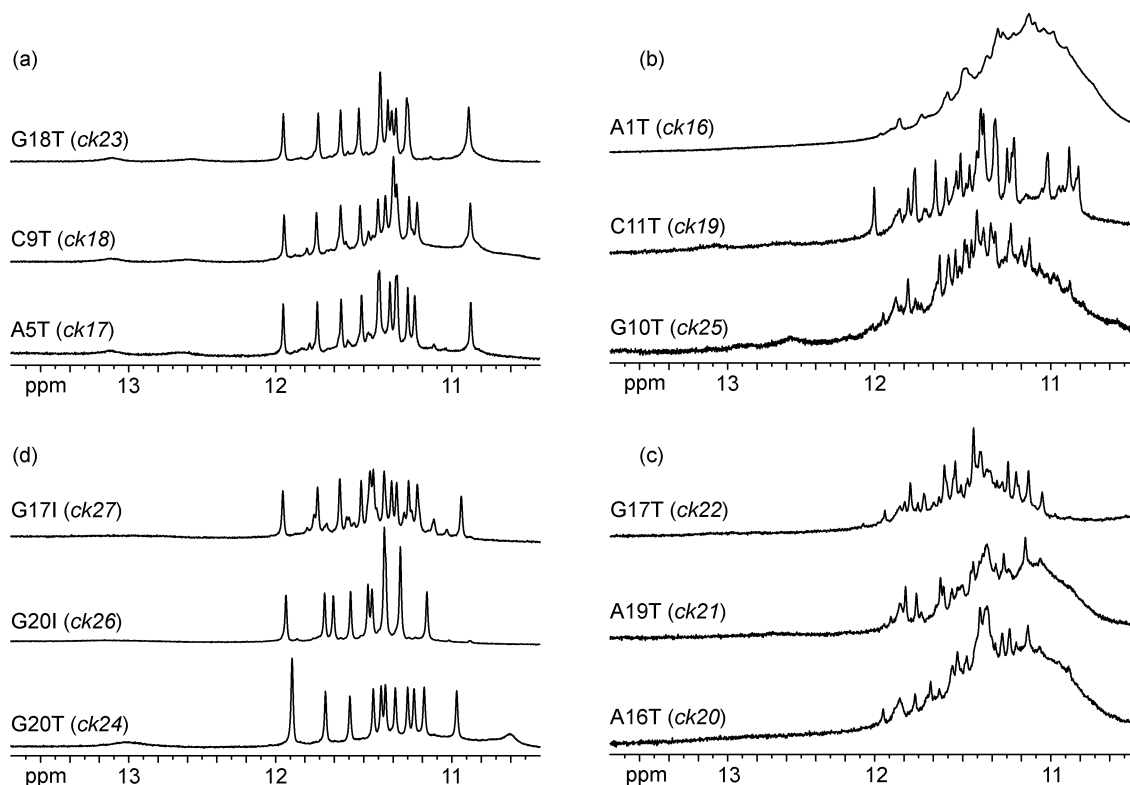 (a)
G18T (ck23)
C9T (ck18)
A5T (ck17)
ppm 13 12 11
(b)
A1T (ck16)
C11T (ck19)
G10T (ck25)
ppm 13 12 11
(d)
G17I (ck27)
G20I (ck26)
G20T (ck24)
ppm 13 12 11
(c)
G17T (ck22)
A19T (ck21)
A16T (ck20)
ppm 13 12 11